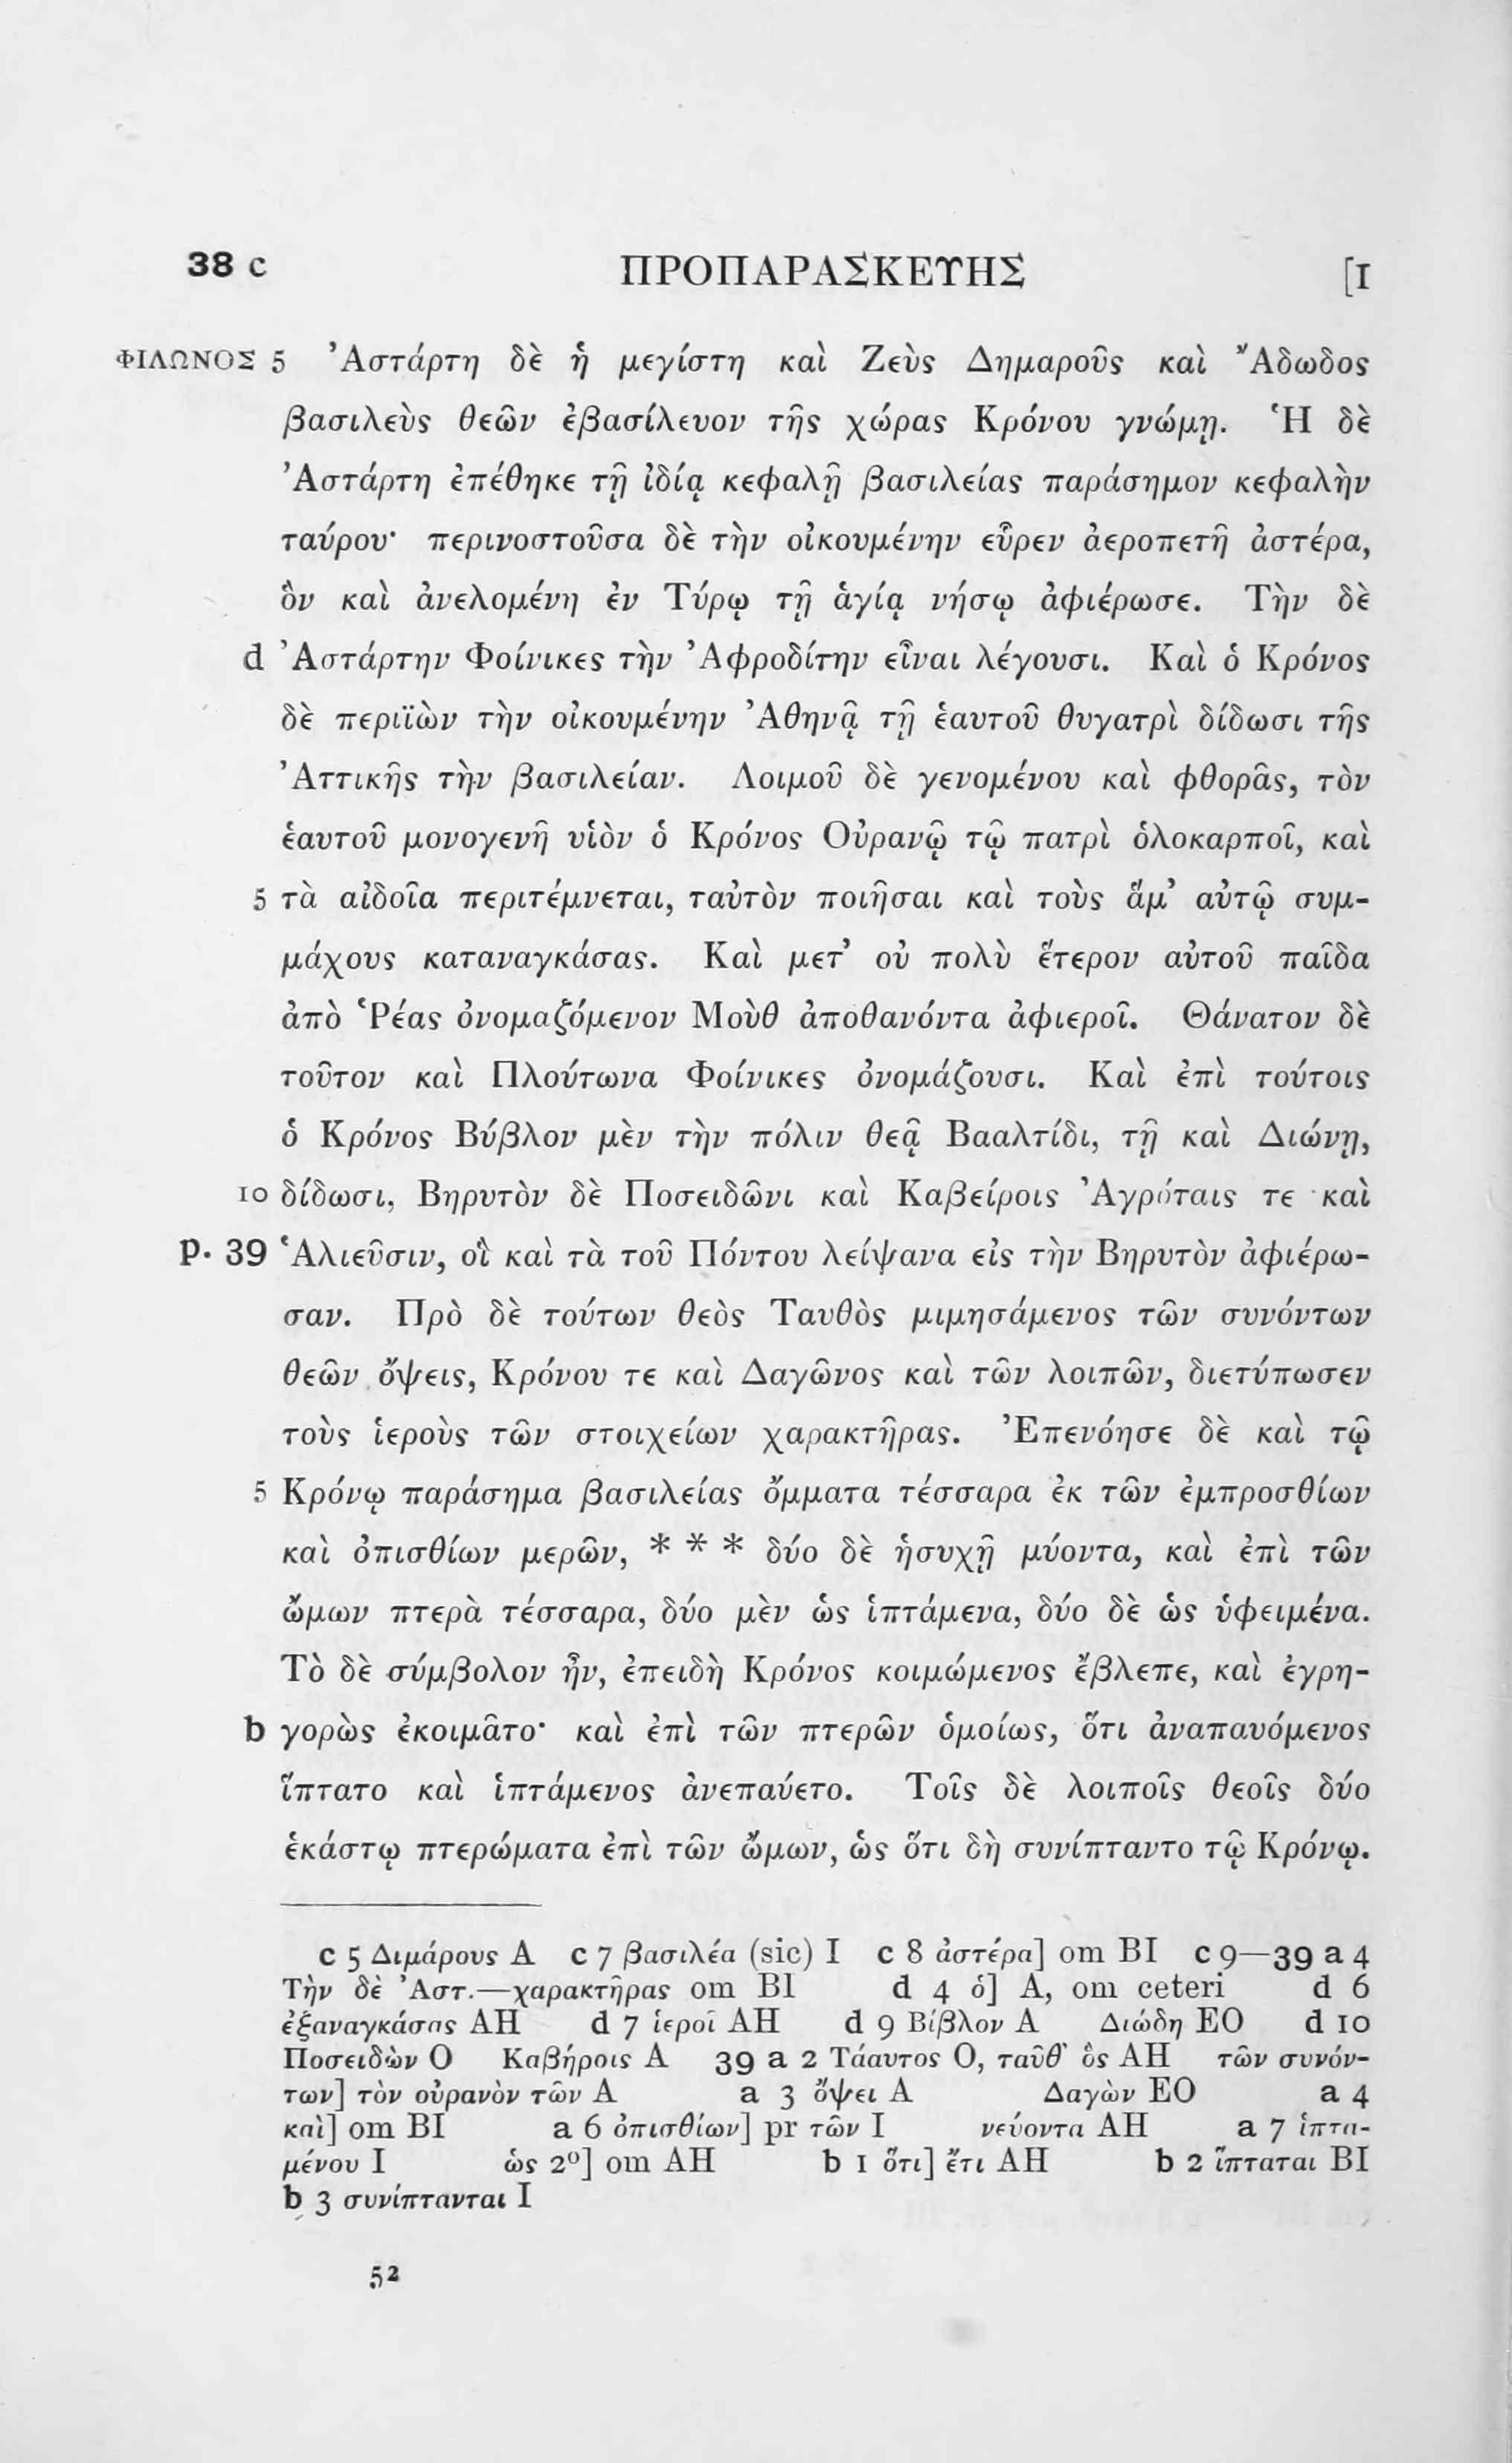 38 c ΠΡΟΠΑΡΑΣΚΕΥΗΣ [I
ΦΙΛΩΝΟΣ 5 Ἀστάρτη δὲ ἡ μεγίστη καὶ Ζεὺς Δημαροῦς καὶ Ἄδωδος
βασιλεὺς θεῶν ἐβασίλευον τῆς χώρας Κρόνου γνώμῃ. Ἡ δὲ
Ἀστάρτη ἐπέθηκε τῇ ἰδίᾳ κεφαλῇ βασιλείας παράσημον κεφαλὴν
ταύρου· περινοστοῦσα δὲ τὴν οἰκουμένην εὗρεν ἀεροπετῆ ἀστέρα,
ὃν καὶ ἀνελομένη ἐν Τύρῳ τῇ ἁγίᾳ νήσῳ ἀφιέρωσε. Τὴν δὲ
d Ἀστάρτην Φοίνικες τὴν Ἀφροδίτην εἶναι λέγουσι. Καὶ ὁ Κρόνος
δὲ περιϊὼν τὴν οἰκουμένην Ἀθηνᾷ τῇ ἑαυτοῦ θυγατρὶ δίδωσι τῆς
Ἀττικῆς τὴν βασιλείαν. Λοιμοῦ δὲ γενομένου καὶ φθορᾶς, τὸν
ἑαυτοῦ μονογενῆ υἱὸν ὁ Κρόνος Οὐρανῷ τῷ πατρὶ ὁλοκαρποῖ, καὶ
5 τὰ αἰδοῖα περιτέμνεται, ταὐτὸν ποιῆσαι καὶ τοὺς ἅμ’ αὐτῷ συμ-
μάχους καταναγκάσας. Καὶ μετ’ οὐ πολὺ ἕτερον αὐτοῦ παῖδα
ἀπὸ Ῥέας ὀνομαζόμενον Μοὺθ ἀποθανόντα ἀφιεροῖ. Θάνατον δὲ
τοῦτον καὶ Πλούτωνα Φοίνικες ὀνομάζουσι. Καὶ ἐπὶ τούτοις
ὁ Κρόνος Βύβλον μὲν τὴν πόλιν θεᾷ Βααλτίδι, τῇ καὶ Διώνῃ,
10 δίδωσι, Βηρυτὸν δὲ Ποσειδῶνι καὶ Καβείροις Ἀγρόταις τε καὶ
p. 39 Ἁλιεῦσιν, οἳ καὶ τὰ τοῦ Πόντου λείψανα εἰς τὴν Βηρυτὸν ἀφιέρω-
σαν. Πρὸ δὲ τούτων θεὸς Ταυθὸς μιμησάμενος τῶν συνόντων
θεῶν ὄψεις, Κρόνου τε καὶ Δαγῶνος καὶ τῶν λοιπῶν, διετύπωσεν
τοὺς ἱεροὺς τῶν στοιχείων χαρακτῆρας. Ἐπενόησε δὲ καὶ τῷ
5 Κρόνῳ παράσημα βασιλείας ὄμματα τέσσαρα ἐκ τῶν ἐμπροσθίων
καὶ ὀπισθίων μερῶν, * * * δύο δὲ ἡσυχῇ μύοντα, καὶ ἐπὶ τῶν
ὤμων πτερὰ τέσσαρα, δύο μὲν ὡς ἱπτάμενα, δύο δὲ ὡς ὑφειμένα.
Τὸ δὲ σύμβολον ἦν, ἐπειδὴ Κρόνος κοιμώμενος ἔβλεπε, καὶ ἐγρη-
b γορὼς ἐκοιμᾶτο· καὶ ἐπὶ τῶν πτερῶν ὁμοίως, ὅτι ἀναπαυόμενος
ἵπτατο καὶ ἱπτάμενος ἀνεπαύετο. Τοῖς δὲ λοιποῖς θεοῖς δύο
ἑκάστῳ πτερώματα ἐπὶ τῶν ὤμων, ὡς ὅτι δὴ συνίπταντο τῷ Κρόνῳ.
c 5 Διμάρους A c 7 βασιλέα (sic) I c 8 ἀστέρα] om BI c 9—39 a 4
Τὴν δὲ Ἀστ.—χαρακτῆρας om BI d 4 ὁ] A, om ceteri d 6
ἐξαναγκάσας AH d 7 ἱεροῖ AH d 9 Βίβλον A Διώδη EO d 10
Ποσειδὼν O Καβήροις A 39 a 2 Τάαυτος O, ταῦθ’ ὃς AH τῶν συνόν-
των] τὸν οὐρανὸν τῶν A a 3 ὄψει A Δαγὼν EO a 4
καὶ] om BI a 6 ὀπισθίων] pr τῶν I νεύοντα AH a 7 ἱπτα-
μένου I ὡς 2º] om AH b 1 ὅτι] ἔτι AH b 2 ἵπταται BI
b 3 συνίπτανται I
52